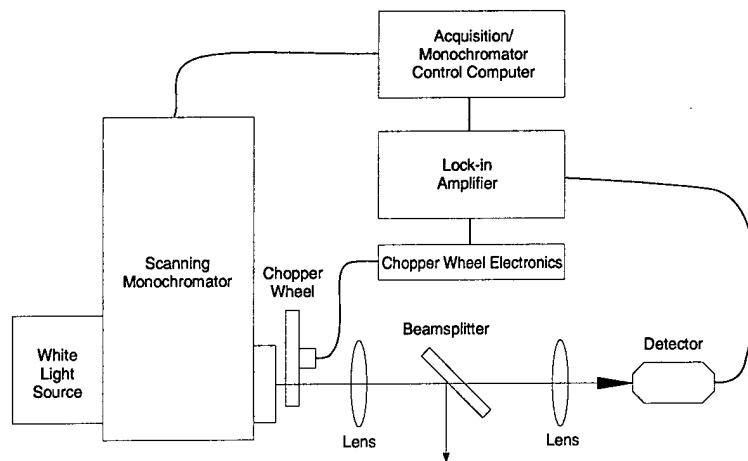 Acquisition/
Monochromator
Control Computer
Lock-in
Amplifier
Chopper Wheel Electronics
Scanning
Monochromator
Chopper
Wheel
Beamsplitter
Detector
White
Light
Source
Lens
Lens